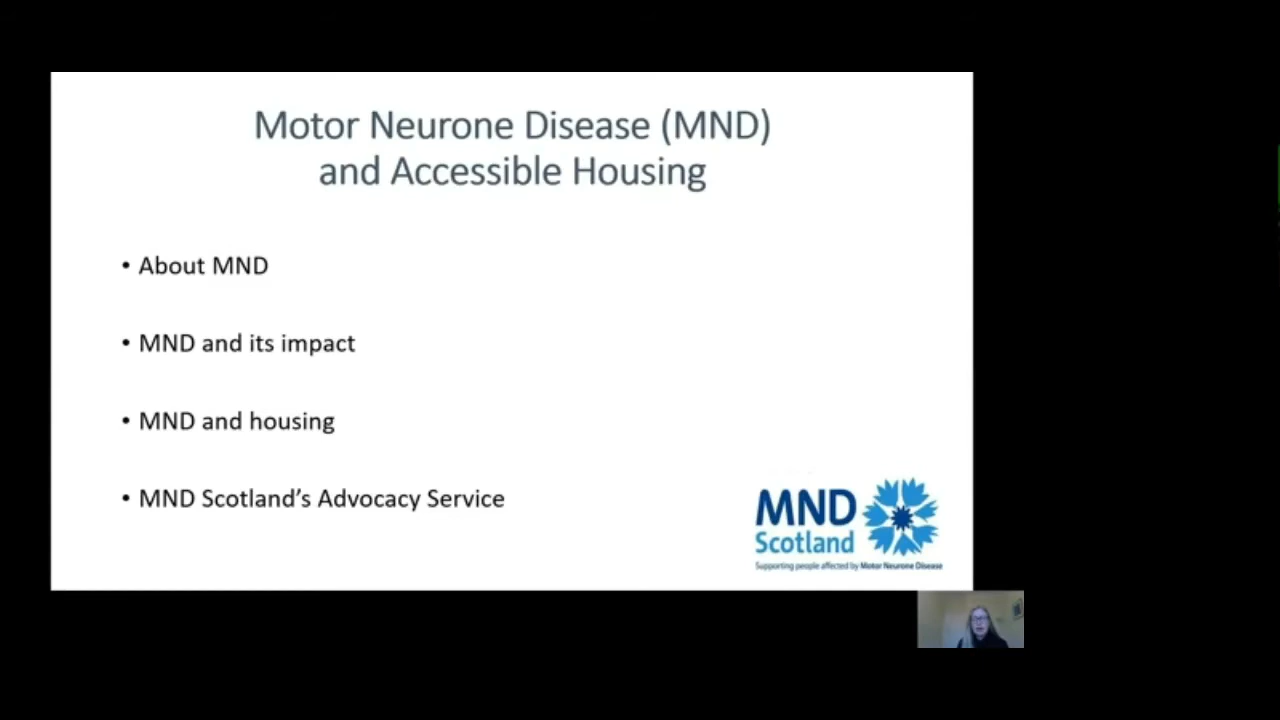 Motor Neurone Disease (MND)
and Accessible Housing
• About MND
• MND and its impact
• MND and housing
• MND Scotland’s Advocacy Service
MND
Scotland
Supporting people affected by Motor Neurone Disease